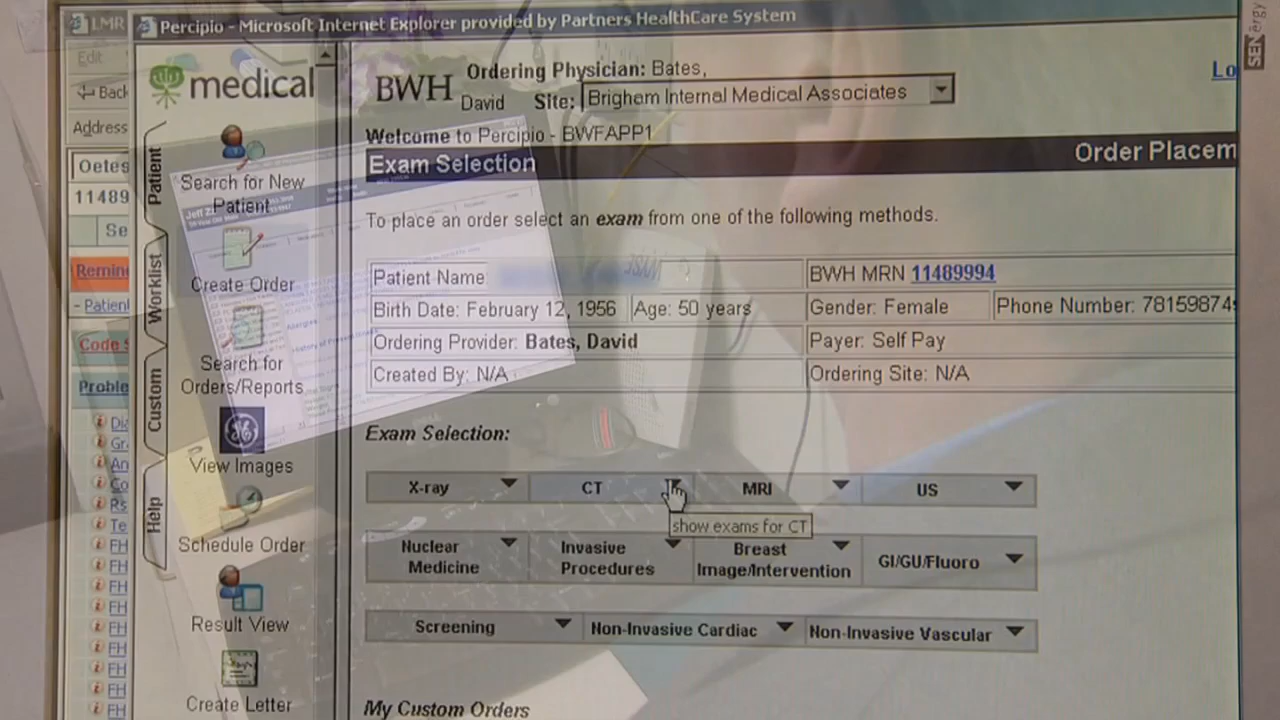 LMR
Percipio - Microsoft Internet Explorer provided by Partners HealthCare System
SENergy
Edit
Back
Address
Oetes
11489
Se
Remin
- Patient
Code S
Proble
medical
Patient
Worklist
Custom
Help
Search for New
Patient
Create Order
Search for
Orders/Reports
View Images
Schedule Order
Result View
Create Letter
BWH
Ordering Physician: Bates,
David
Site: Brigham Internal Medical Associates
Lo
Welcome to Percipio - BWFAPP1
Exam Selection
Order Placem
To place an order select an exam from one of the following methods.
Patient Name
BWH MRN 11489994
Birth Date: February 12, 1956 Age: 50 years
Gender: Female
Phone Number: 78159874
Ordering Provider: Bates, David
Payer: Self Pay
Created By: N/A
Ordering Site: N/A
Exam Selection:
X-ray
CT
MRI
US
show exams for CT
Nuclear
Medicine
Invasive
Procedures
Breast
Image/Intervention
GI/GU/Fluoro
Screening
Non-Invasive Cardiac
Non-Invasive Vascular
My Custom Orders